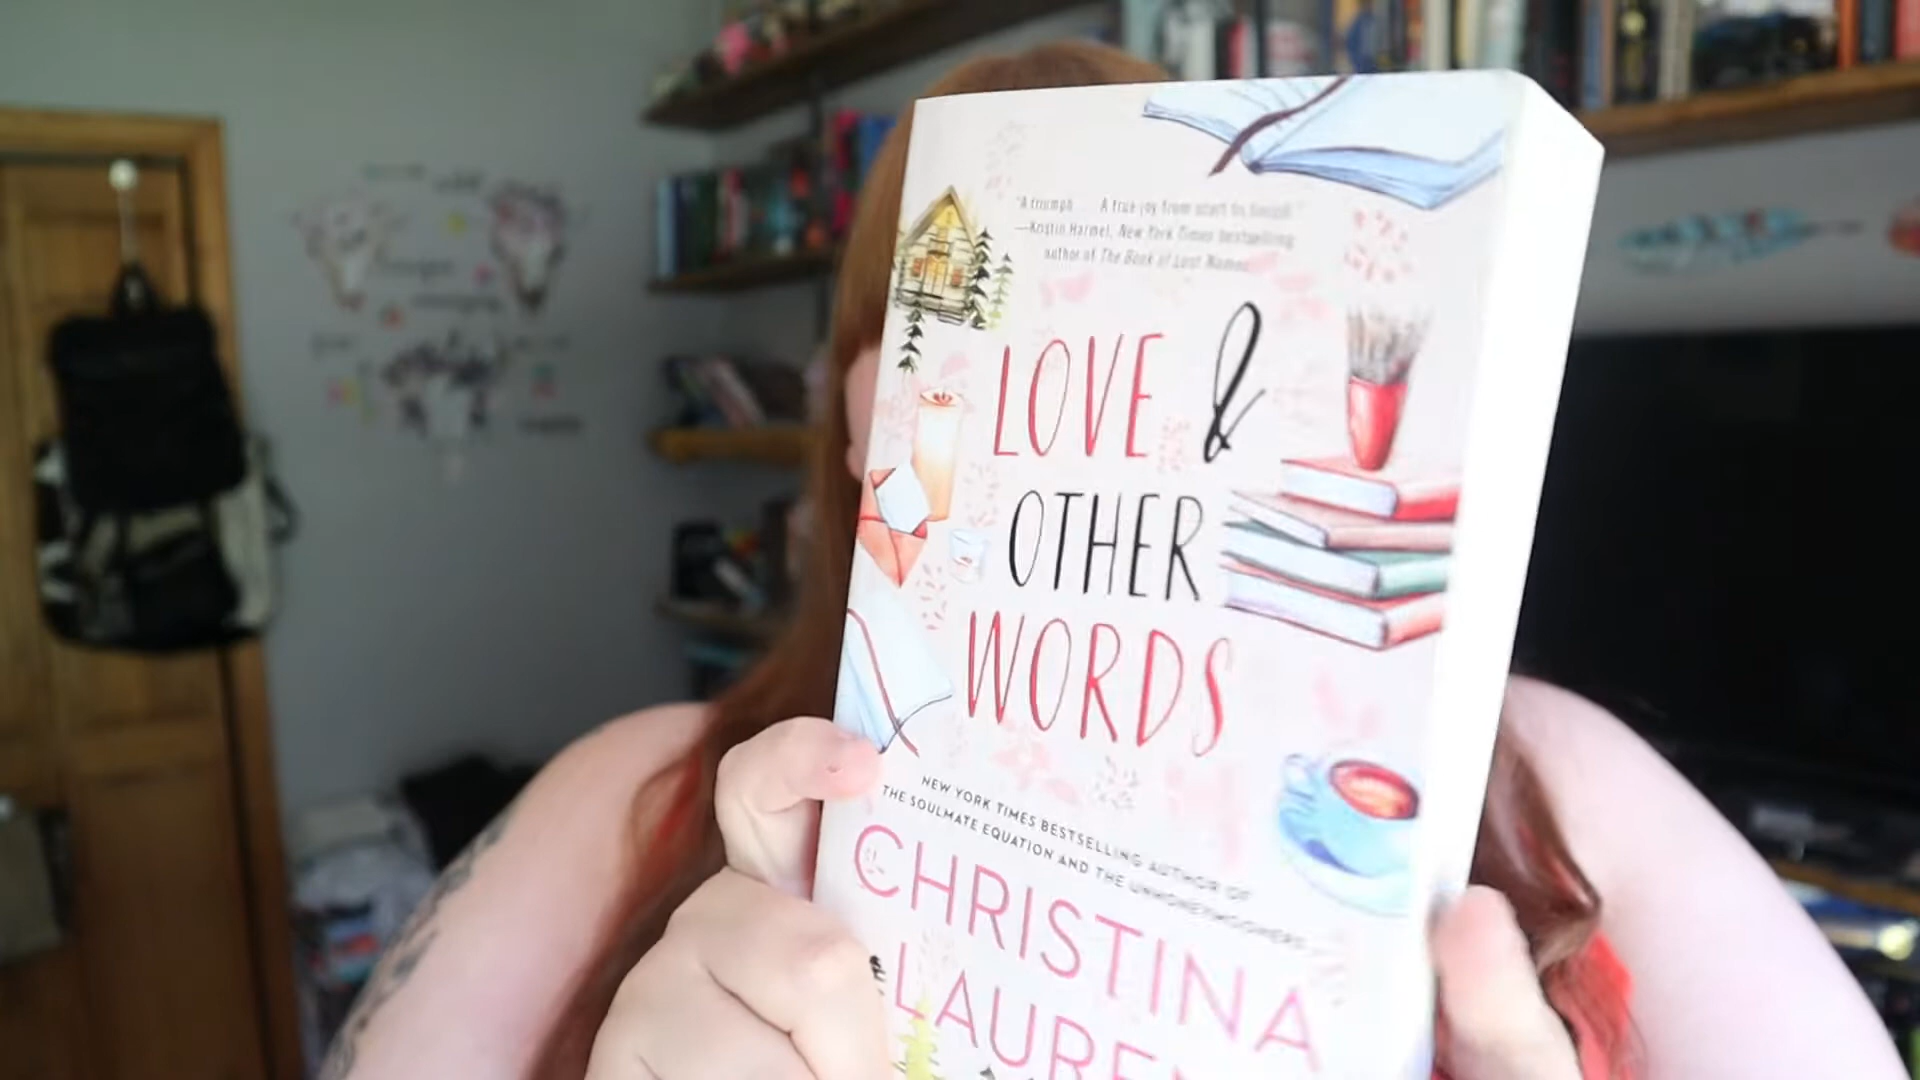 "A triumph . . . A true joy from start to finish."
—Kristin Harmel, New York Times bestselling
author of The Book of Lost Names
LOVE &
OTHER
WORDS
NEW YORK TIMES BESTSELLING AUTHOR OF
THE SOULMATE EQUATION AND THE UNHONEYMOONERS
CHRISTINA
LAUREN